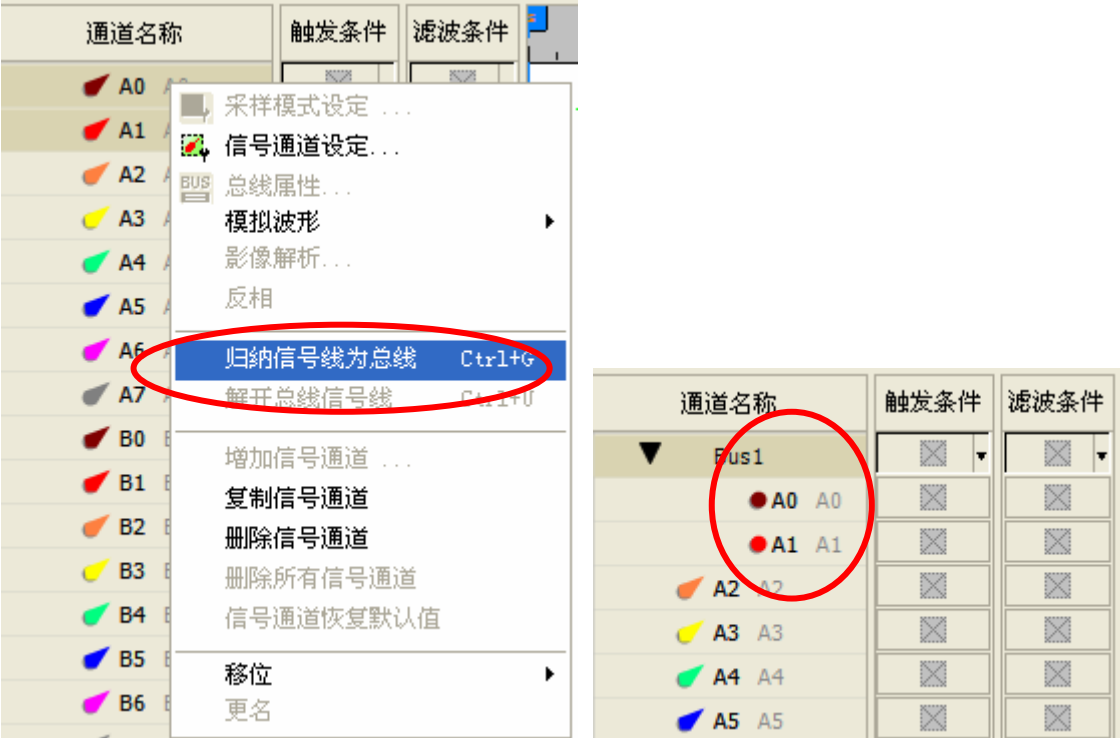 通道名称 触发条件 滤波条件
A0
A1
A2
A3
A4
A5
A6
A7
B0
B1
B2
B3
B4
B5
B6
采样模式设定 ...
信号通道设定...
BUS 总线属性...
模拟波形
影像解析...
反相
归纳信号线为总线 Ctrl+G
解开总线信号线 Ctrl+U
增加信号通道 ...
复制信号通道
删除信号通道
删除所有信号通道
信号通道恢复默认值
移位
更名
通道名称 触发条件 滤波条件
Bus1
A0 A0
A1 A1
A2 A2
A3 A3
A4 A4
A5 A5